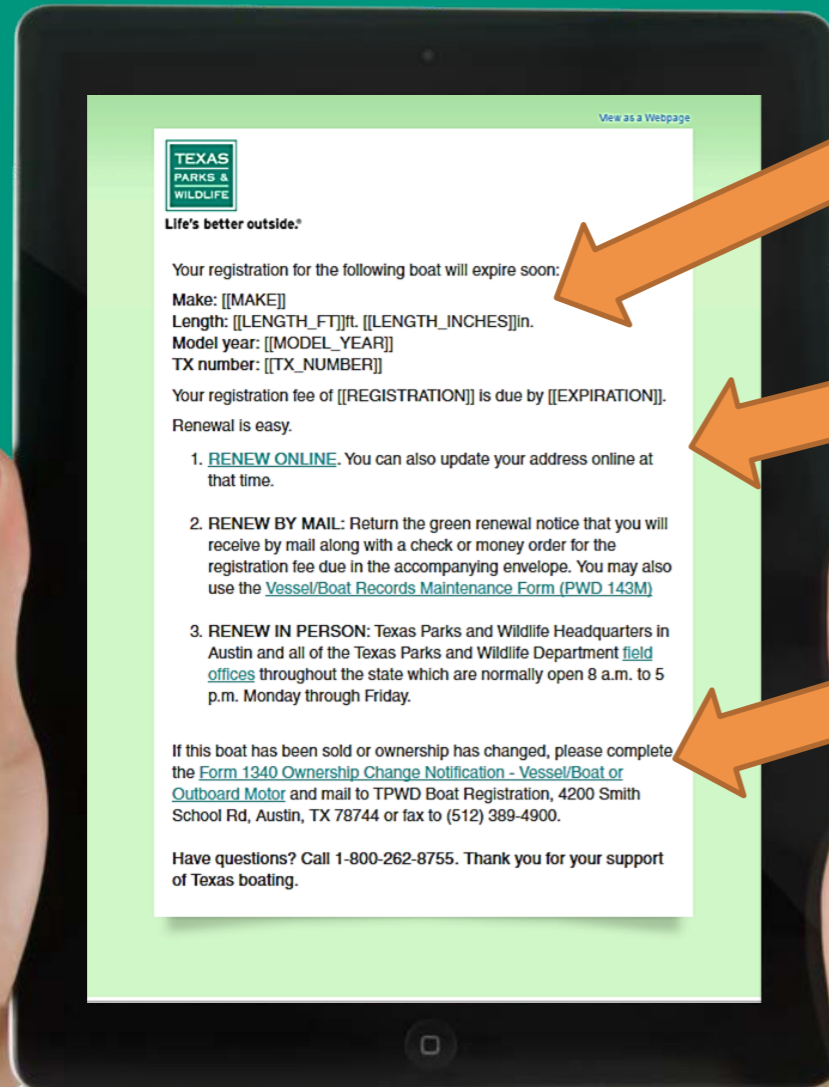 View as a Webpage
TEXAS
PARKS &
WILDLIFE
Life's better outside.®
Your registration for the following boat will expire soon:
Make: [[MAKE]]
Length: [[LENGTH_FT]]ft. [[LENGTH_INCHES]]in.
Model year: [[MODEL_YEAR]]
TX number: [[TX_NUMBER]]
Your registration fee of [[REGISTRATION]] is due by [[EXPIRATION]].
Renewal is easy.
1. RENEW ONLINE. You can also update your address online at
that time.
2. RENEW BY MAIL: Return the green renewal notice that you will
receive by mail along with a check or money order for the
registration fee due in the accompanying envelope. You may also
use the Vessel/Boat Records Maintenance Form (PWD 143M)
3. RENEW IN PERSON: Texas Parks and Wildlife Headquarters in
Austin and all of the Texas Parks and Wildlife Department field
offices throughout the state which are normally open 8 a.m. to 5
p.m. Monday through Friday.
If this boat has been sold or ownership has changed, please complete
the Form 1340 Ownership Change Notification - Vessel/Boat or
Outboard Motor and mail to TPWD Boat Registration, 4200 Smith
School Rd, Austin, TX 78744 or fax to (512) 389-4900.
Have questions? Call 1-800-262-8755. Thank you for your support
of Texas boating.